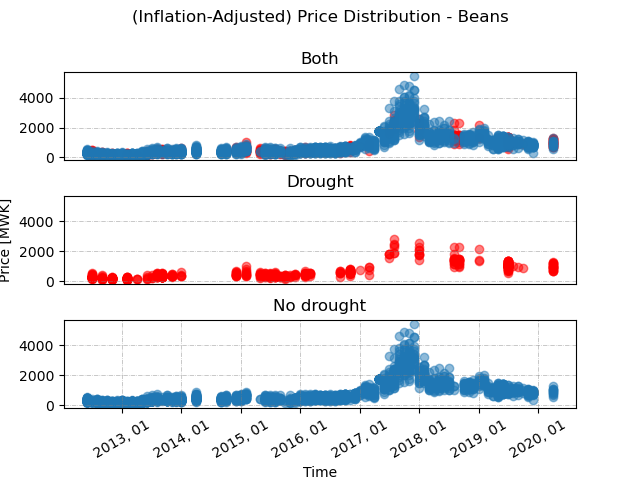 (Inflation-Adjusted) Price Distribution - Beans
Both
4000
2000
0
Drought
4000
2000
0
Price [MWK]
No drought
4000
2000
0
2013, 01
2014, 01
2015, 01
2016, 01
2017, 01
2018, 01
2019, 01
2020, 01
Time